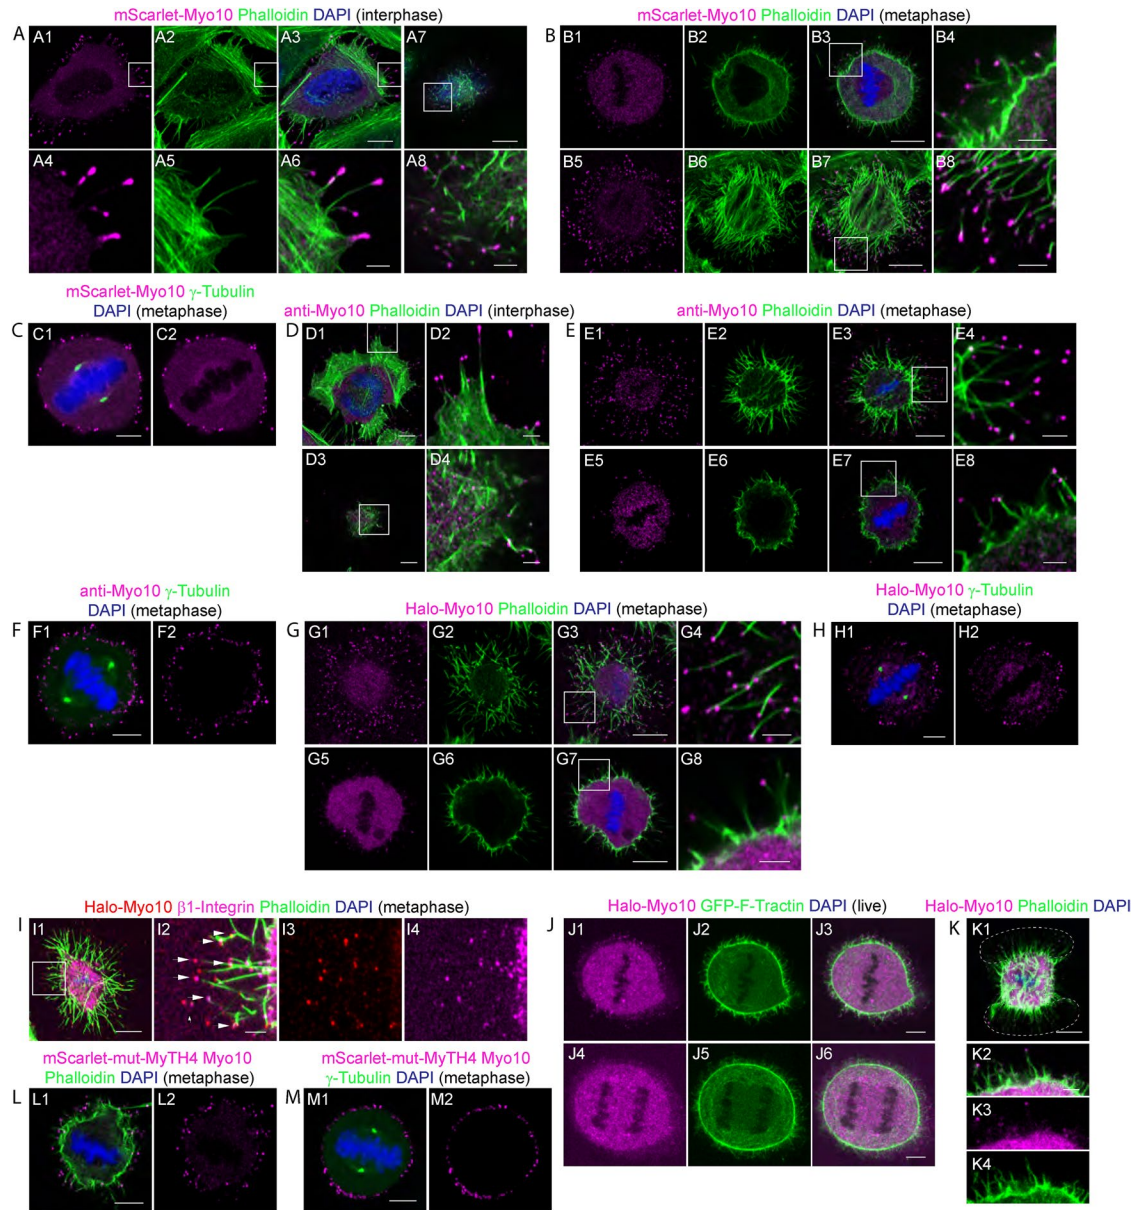 mScarlet-Myo10 Phalloidin DAPI (interphase)
A
A1
A2
A3
A7
A4
A5
A6
A8
mScarlet-Myo10 Phalloidin DAPI (metaphase)
B
B1
B2
B3
B4
B5
B6
B7
B8
mScarlet-Myo10 γ-Tubulin
DAPI (metaphase)
C
C1
C2
anti-Myo10 Phalloidin DAPI (interphase)
D
D1
D2
D3
D4
anti-Myo10 Phalloidin DAPI (metaphase)
E
E1
E2
E3
E4
E5
E6
E7
E8
anti-Myo10 γ-Tubulin
DAPI (metaphase)
F
F1
F2
Halo-Myo10 Phalloidin DAPI (metaphase)
G
G1
G2
G3
G4
G5
G6
G7
G8
Halo-Myo10 γ-Tubulin
DAPI (metaphase)
H
H1
H2
Halo-Myo10 β1-Integrin Phalloidin DAPI (metaphase)
I
I1
I2
I3
I4
Halo-Myo10 GFP-F-Tractin DAPI (live)
J
J1
J2
J3
J4
J5
J6
Halo-Myo10 Phalloidin DAPI
K
K1
K2
K3
K4
mScarlet-mut-MyTH4 Myo10
Phalloidin DAPI (metaphase)
L
L1
L2
mScarlet-mut-MyTH4 Myo10
γ-Tubulin DAPI (metaphase)
M
M1
M2